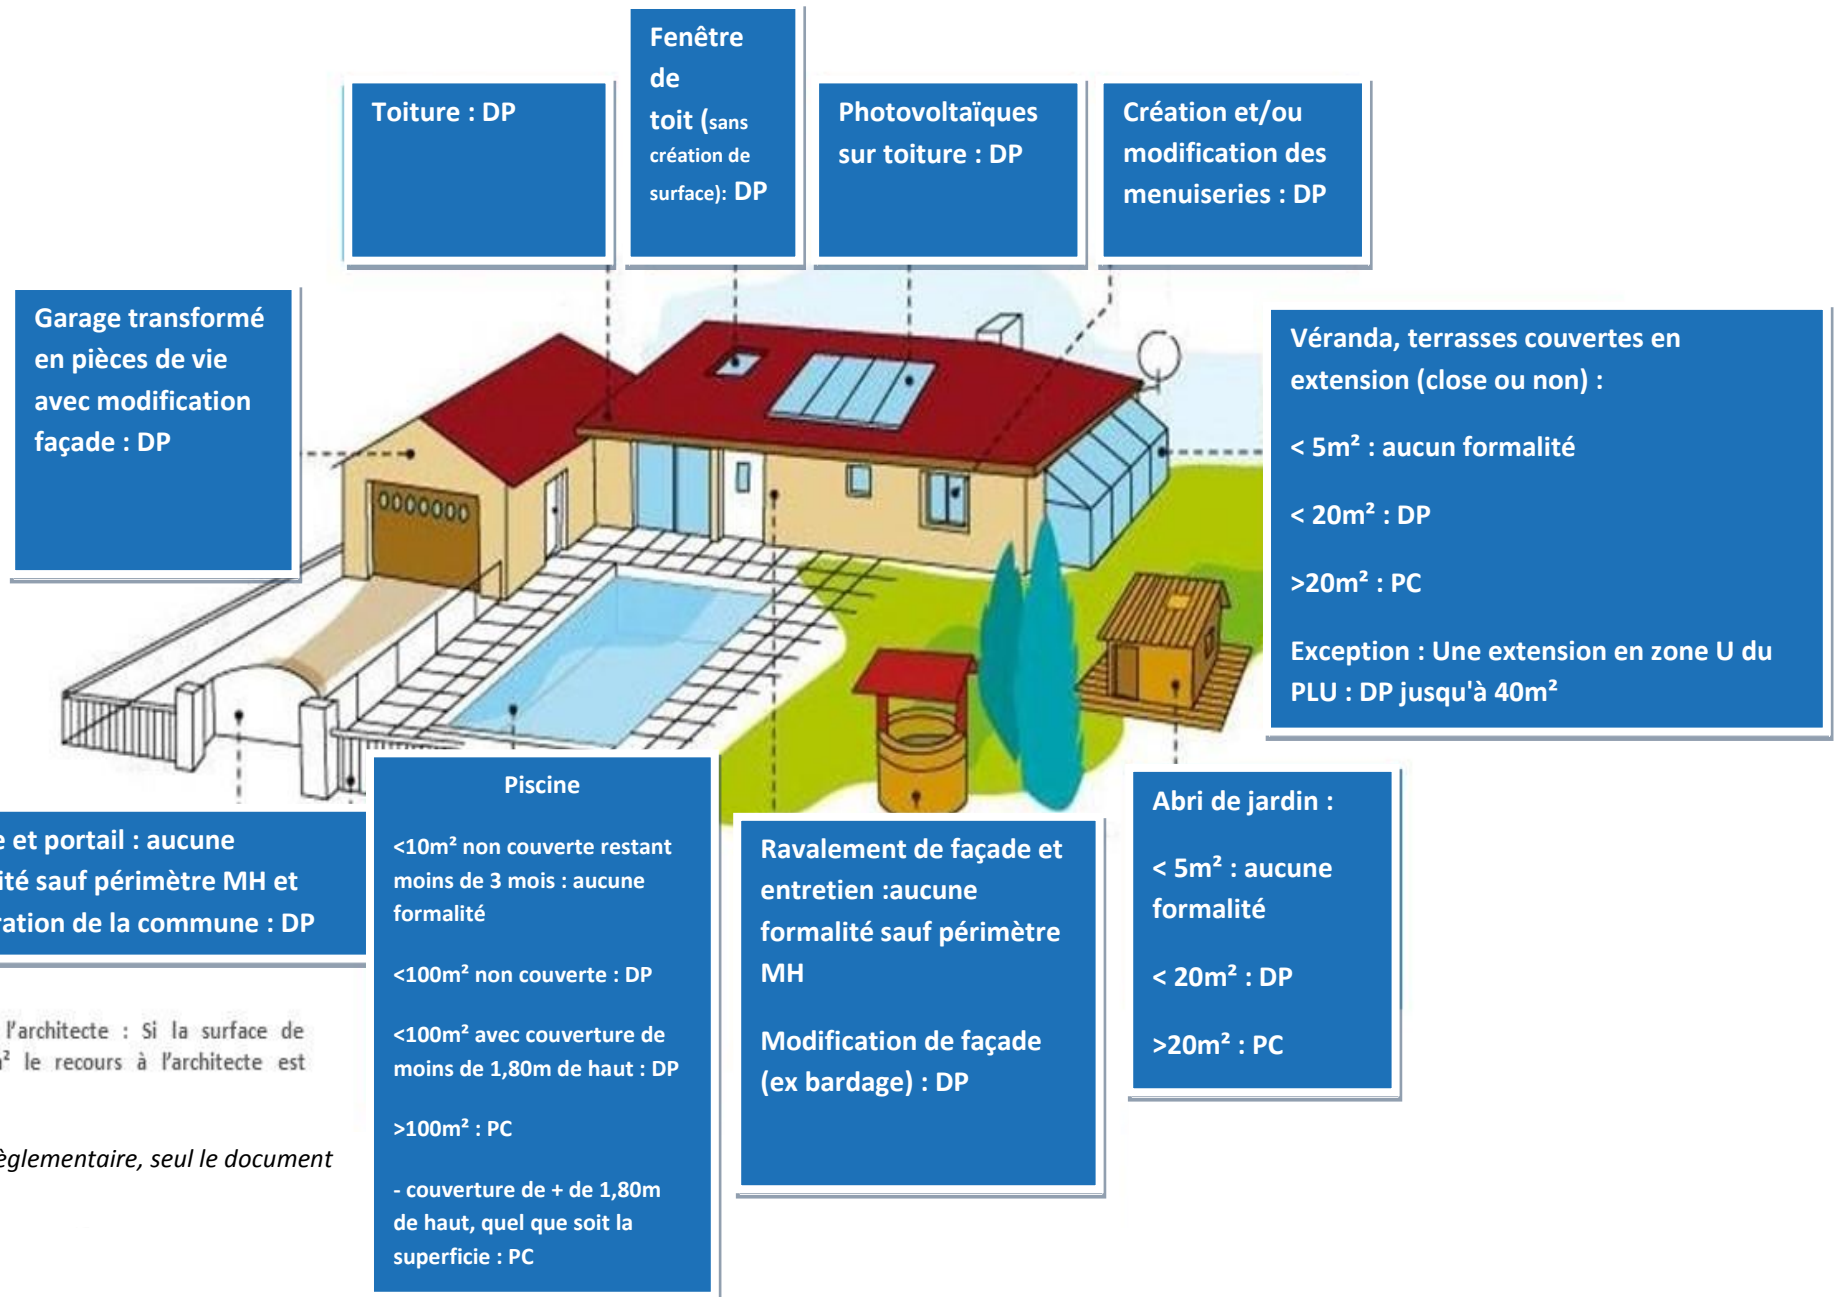 Fenêtre
de
toit (sans
création de
surface): DP
Toiture : DP
Photovoltaïques
sur toiture : DP
Création et/ou
modification des
menuiseries : DP
Garage transformé
en pièces de vie
avec modification
façade : DP
Véranda, terrasses couvertes en
extension (close ou non) :
< 5m² : aucun formalité
< 20m² : DP
>20m² : PC
Exception : Une extension en zone U du
PLU : DP jusqu'à 40m²
et portail : aucune
sauf périmètre MH et
de la commune : DP
Piscine
<10m² non couverte restant
moins de 3 mois : aucune
formalité
<100m² non couverte : DP
<100m² avec couverture de
moins de 1,80m de haut : DP
>100m² : PC
- couverture de + de 1,80m
de haut, quel que soit la
superficie : PC
Ravalement de façade et
entretien :aucune
formalité sauf périmètre
MH
Modification de façade
(ex bardage) : DP
Abri de jardin :
< 5m² : aucune
formalité
< 20m² : DP
>20m² : PC
l'architecte : Si la surface de
le recours à l'architecte est
èglementaire, seul le document